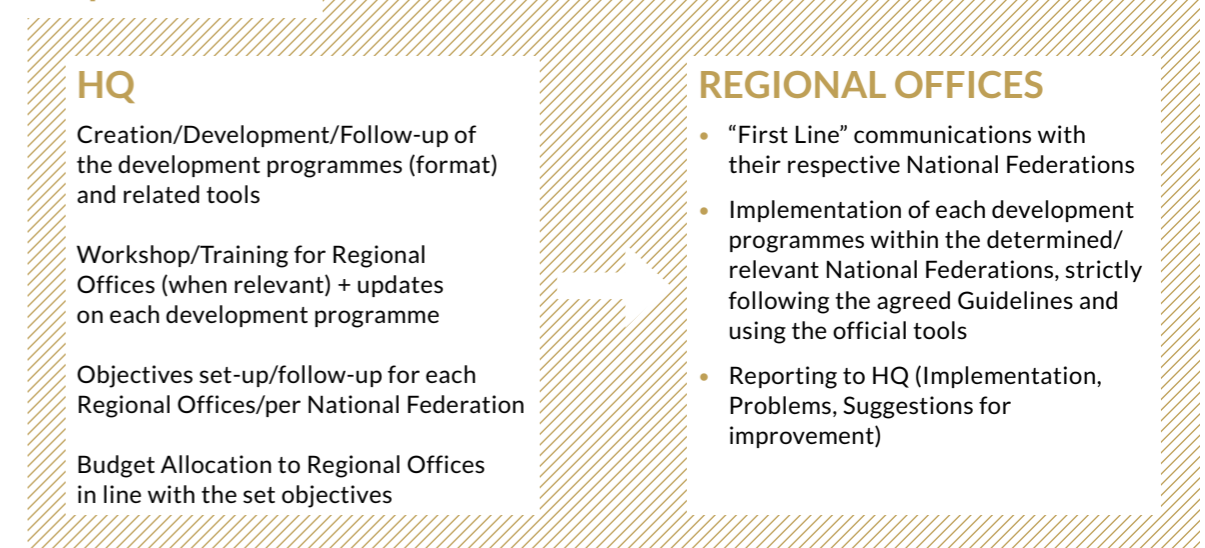 HQ
Creation/Development/Follow-up of
the development programmes (format)
and related tools
Workshop/Training for Regional
Offices (when relevant) + updates
on each development programme
Objectives set-up/follow-up for each
Regional Offices/per National Federation
Budget Allocation to Regional Offices
in line with the set objectives
REGIONAL OFFICES
• “First Line” communications with
their respective National Federations
• Implementation of each development
programmes within the determined/
relevant National Federations, strictly
following the agreed Guidelines and
using the official tools
• Reporting to HQ (Implementation,
Problems, Suggestions for
improvement)